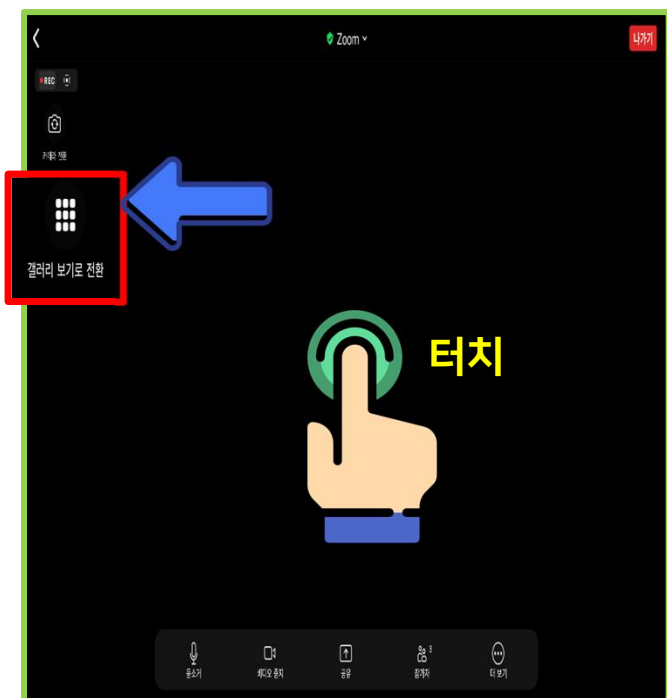 Zoom
나가기
REC
카메라 전환
갤러리 보기로 전환
터치
음소거
비디오 중지
공유
참가자
3
더 보기